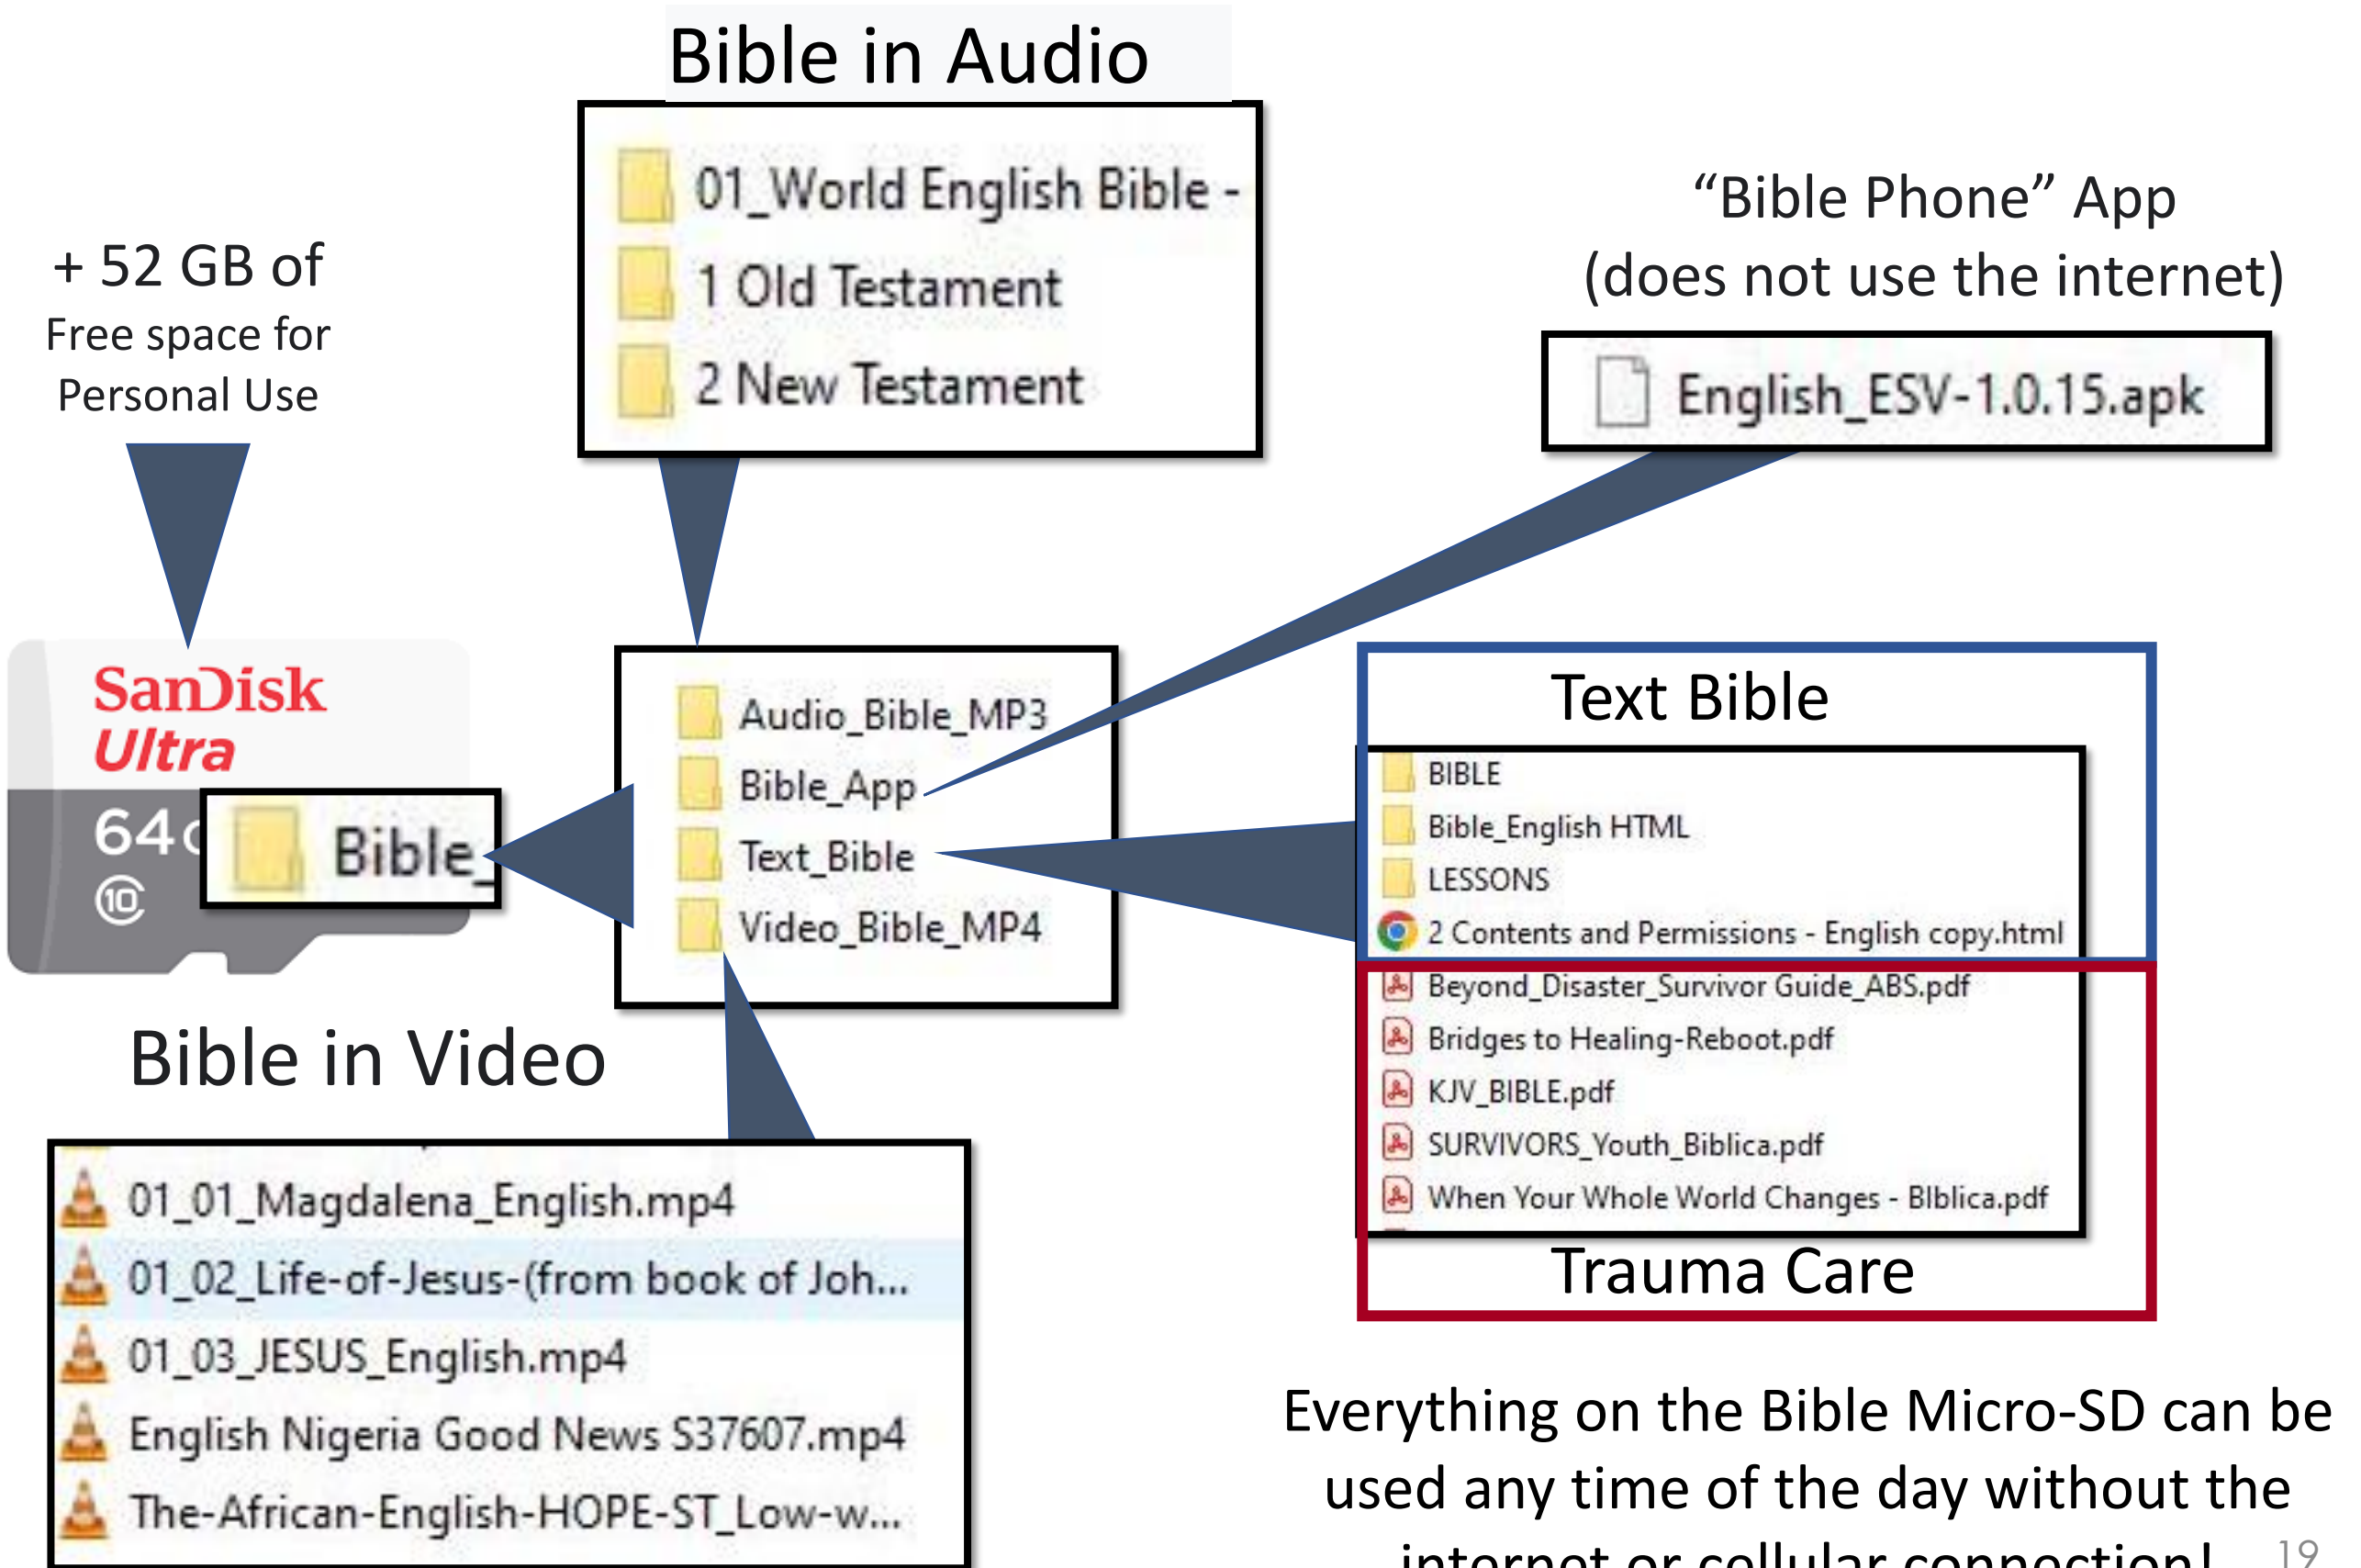 Bible in Audio
01_World English Bible -
1 Old Testament
2 New Testament
“Bible Phone” App
(does not use the internet)
English_ESV-1.0.15.apk
+ 52 GB of
Free space for
Personal Use
SanDisk
Ultra
64
10
Bible_
Audio_Bible_MP3
Bible_App
Text_Bible
Video_Bible_MP4
Text Bible
BIBLE
Bible_English HTML
LESSONS
2 Contents and Permissions - English copy.html
Beyond_Disaster_Survivor Guide_ABS.pdf
Bridges to Healing-Reboot.pdf
KJV_BIBLE.pdf
SURVIVORS_Youth_Biblica.pdf
When Your Whole World Changes - BIblica.pdf
Trauma Care
Bible in Video
01_01_Magdalena_English.mp4
01_02_Life-of-Jesus-(from book of Joh...
01_03_JESUS_English.mp4
English Nigeria Good News S37607.mp4
The-African-English-HOPE-ST_Low-w...
Everything on the Bible Micro-SD can be
used any time of the day without the
internet or cellular connection!
19